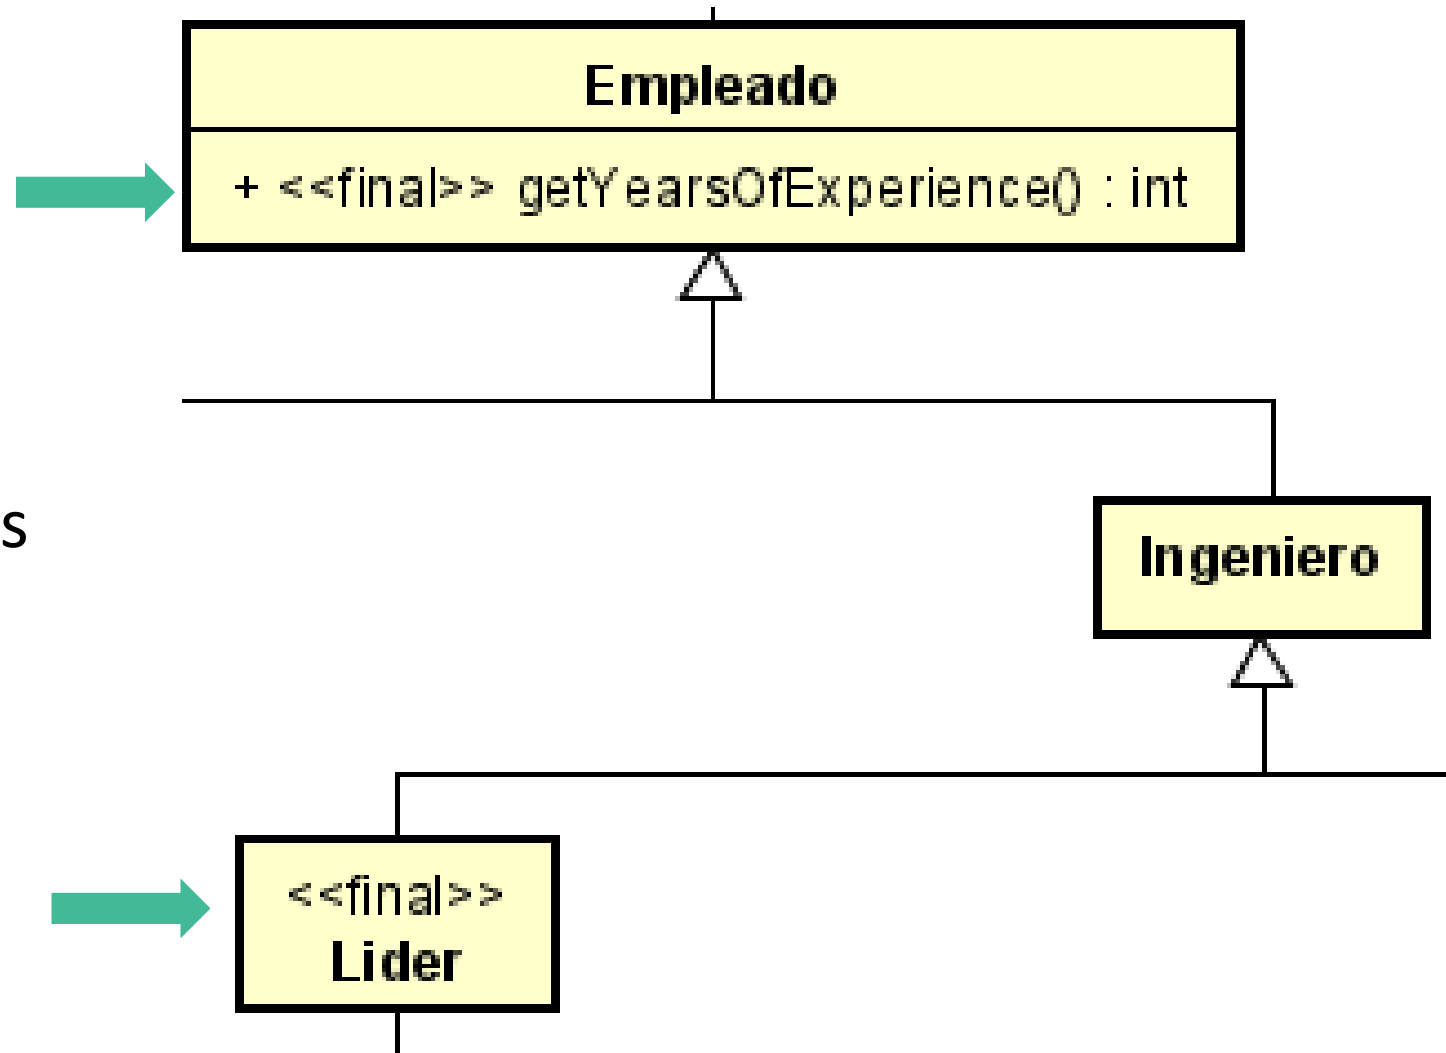 Empleado
+ <<final>> getYearsOfExperience() : int
s
Ingeniero
<<final>>
Lider